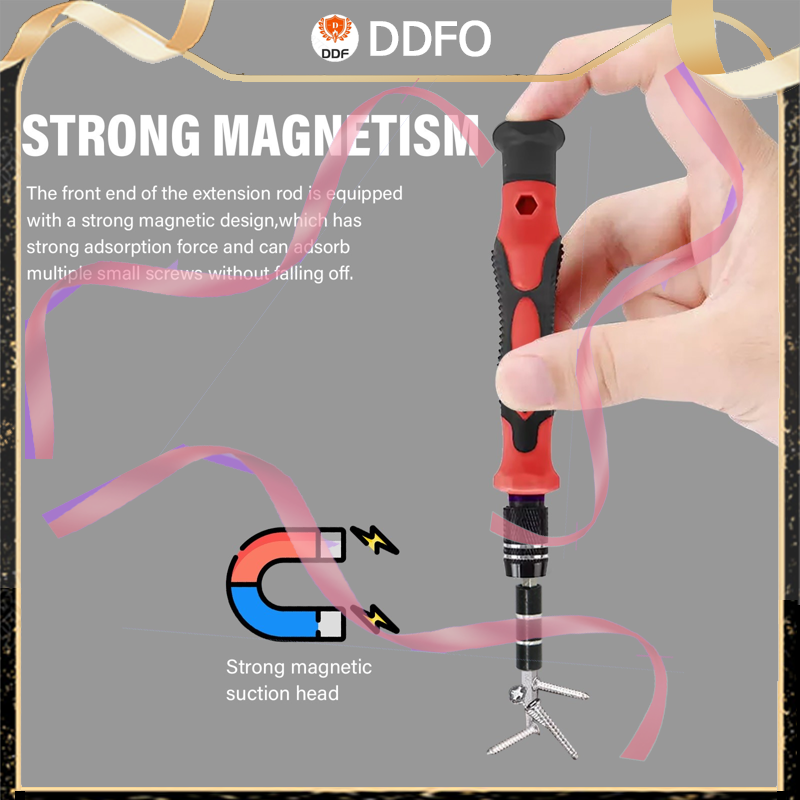 DDF
DDFO
STRONG MAGNETISM
The front end of the extension rod is equipped
with a strong magnetic design,which has
strong adsorption force and can adsorb
multiple small screws without falling off.
Strong magnetic
suction head